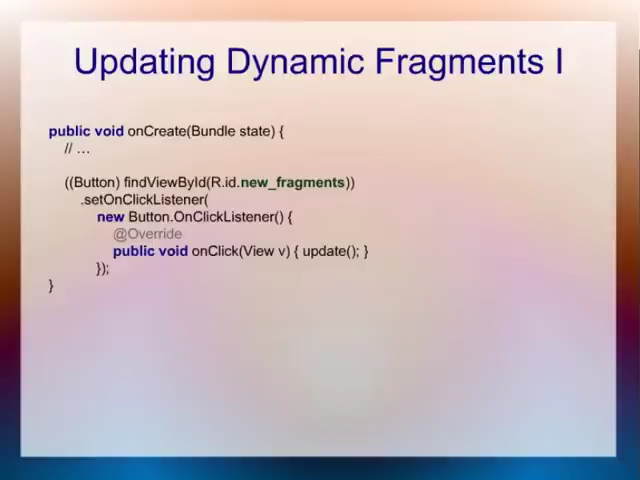 Updating Dynamic Fragments I
public void onCreate(Bundle state) {
// …
((Button) findViewById(R.id.new_fragments))
.setOnClickListener(
new Button.OnClickListener() {
@Override
public void onClick(View v) { update(); }
});
}